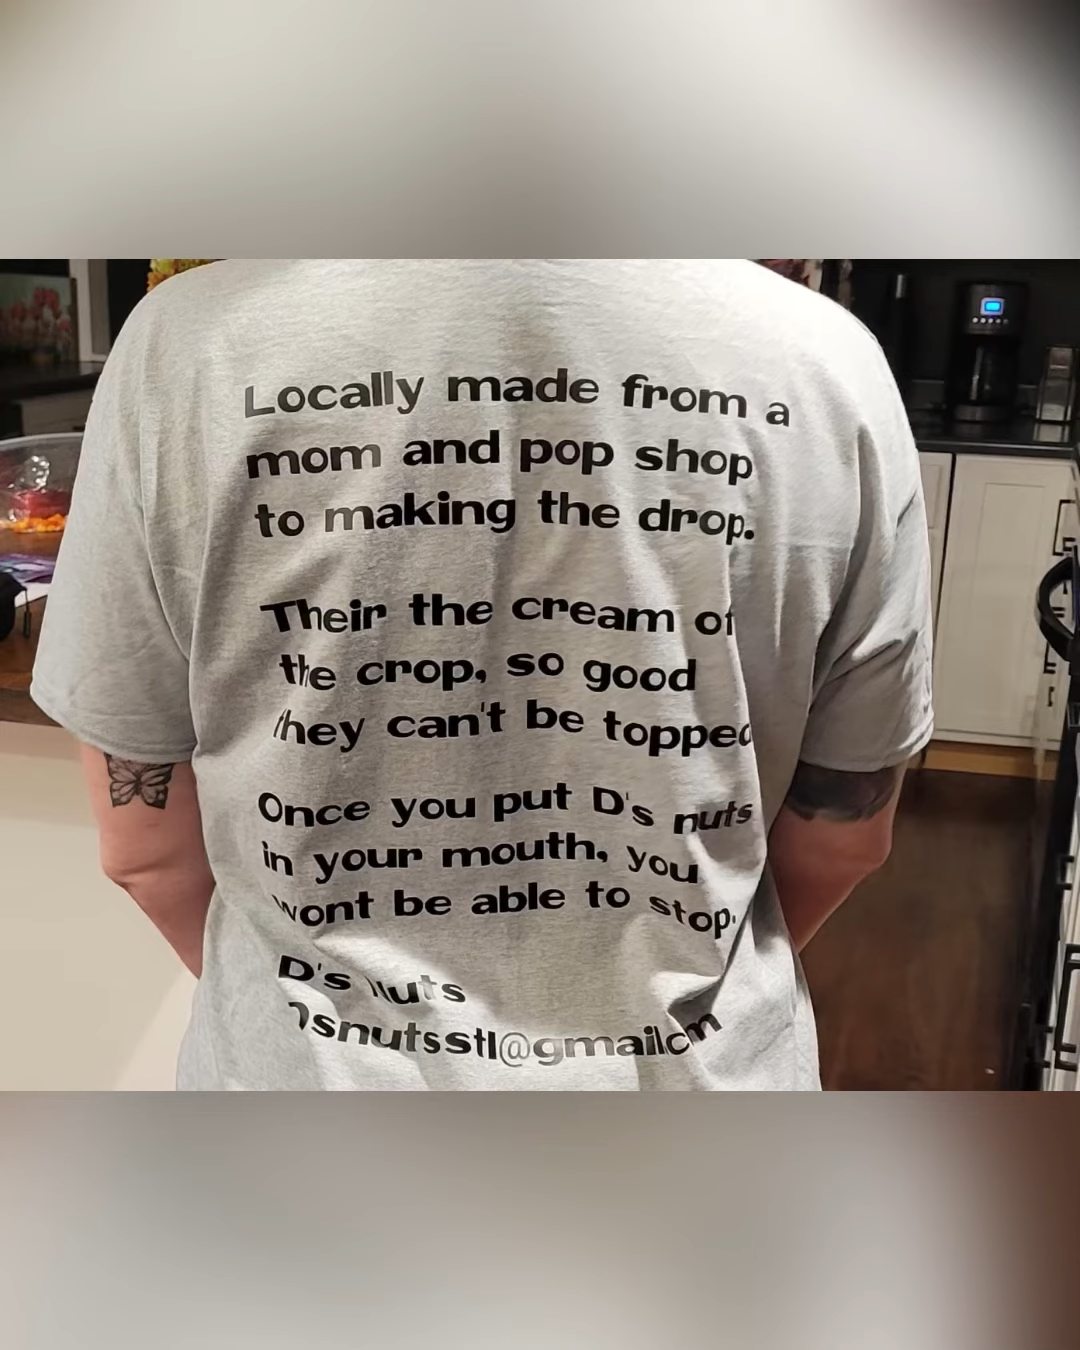 Locally made from a
mom and pop shop
to making the drop.
Their the cream of
the crop, so good
they can't be topped
Once you put D's nuts
in your mouth, you
wont be able to stop.
D's Nuts